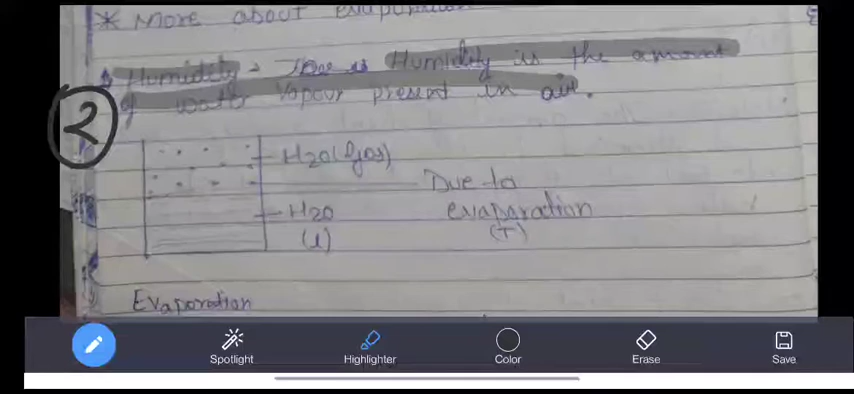 * More about evaporation
Humidity = Humidity is the amount
of water vapour present in air.
2
H2O (gas)
Due to
H2O evaparation
(l) (T)
Evaporation
Spotlight Highlighter Color Erase Save